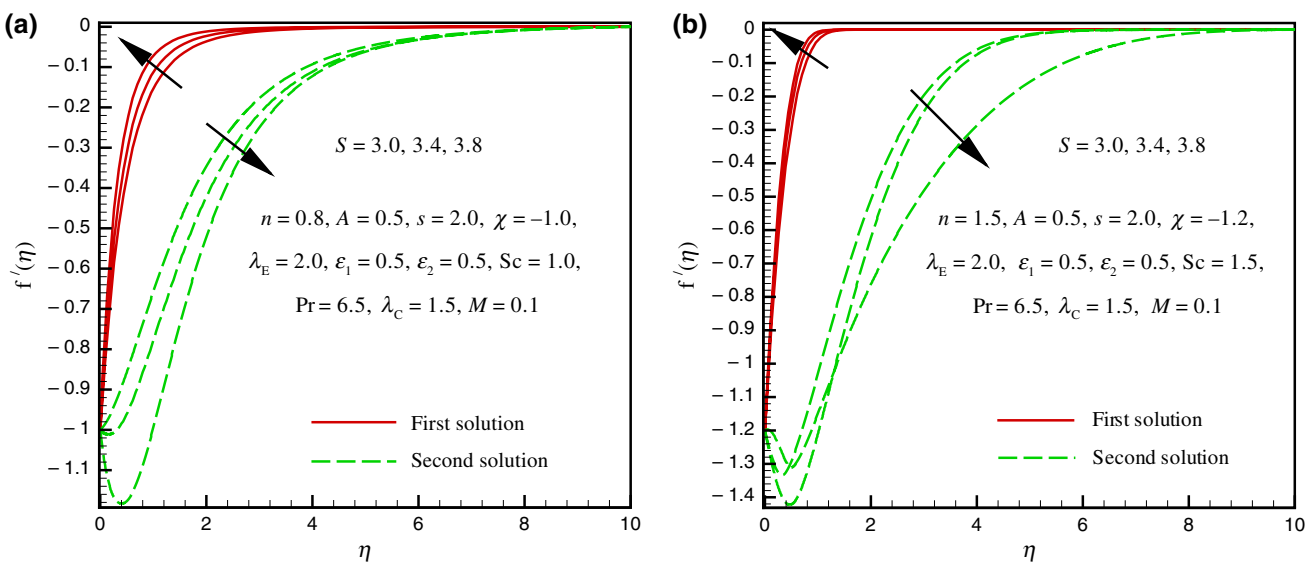 (a)
0
– 0.1
– 0.2
– 0.3
– 0.4
– 0.5
– 0.6
– 0.7
– 0.8
– 0.9
– 1
– 1.1
f ′(η)
S = 3.0, 3.4, 3.8
n = 0.8, A = 0.5, s = 2.0, χ = –1.0,
λE = 2.0, ε1 = 0.5, ε2 = 0.5, Sc = 1.0,
Pr = 6.5, λC = 1.5, M = 0.1
First solution
Second solution
0 2 4 6 8 10
η
(b)
0
– 0.1
– 0.2
– 0.3
– 0.4
– 0.5
– 0.6
– 0.7
– 0.8
– 0.9
– 1
– 1.1
– 1.2
– 1.3
– 1.4
f ′(η)
S = 3.0, 3.4, 3.8
n = 1.5, A = 0.5, s = 2.0, χ = –1.2,
λE = 2.0, ε1 = 0.5, ε2 = 0.5, Sc = 1.5,
Pr = 6.5, λC = 1.5, M = 0.1
First solution
Second solution
0 2 4 6 8 10
η